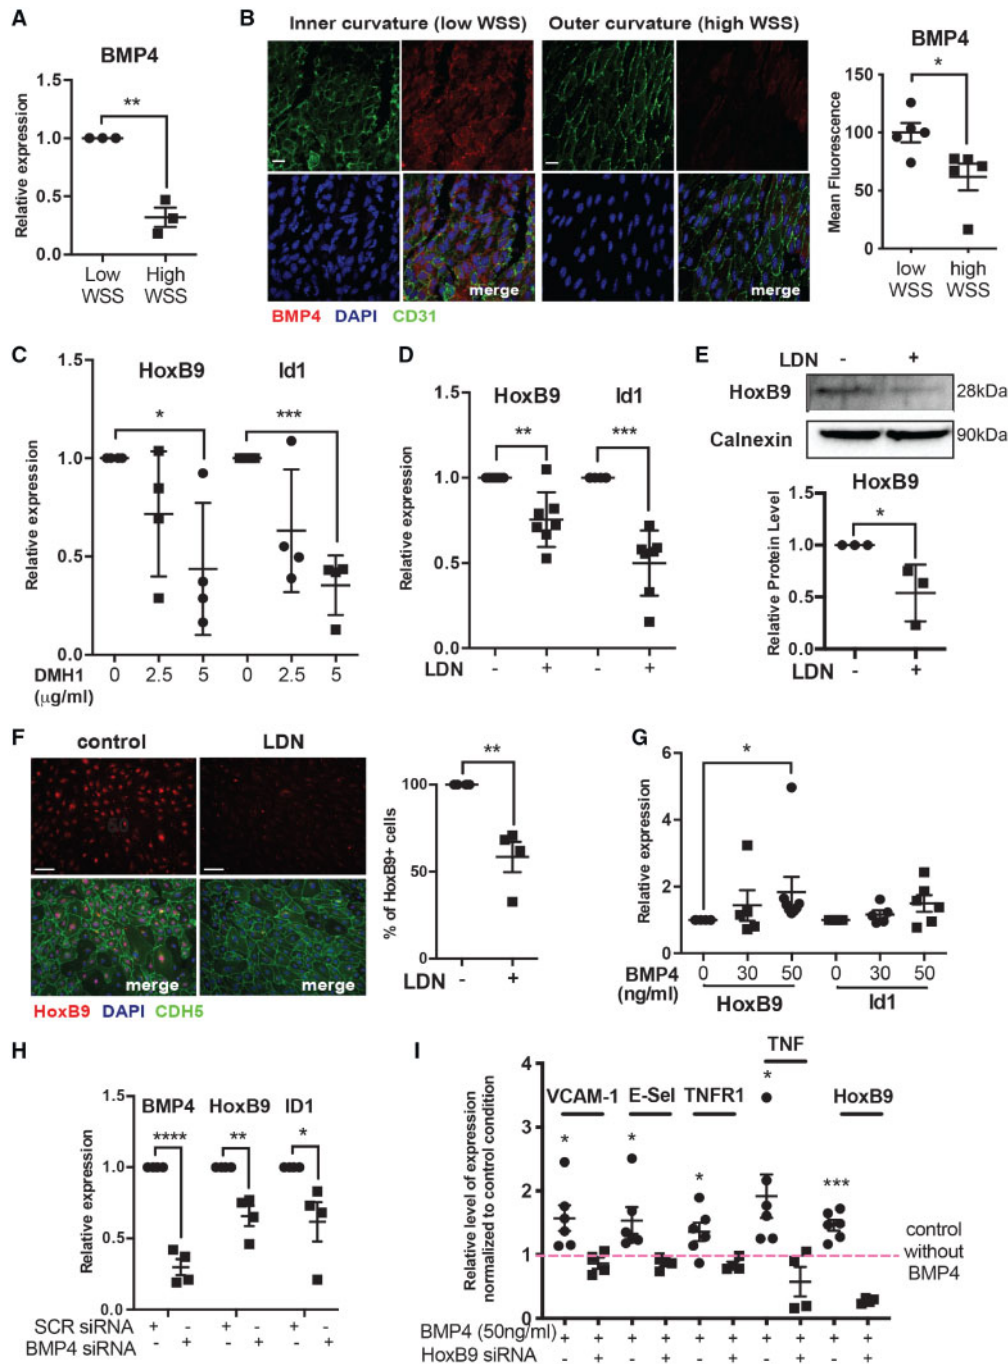 A
BMP4
1.5
1.0
0.5
0.0
Relative expression
**
Low WSS
High WSS
B
Inner curvature (low WSS)
Outer curvature (high WSS)
merge
merge
BMP4 DAPI CD31
BMP4
*
150
100
50
0
Mean Fluorescence
low WSS
high WSS
C
HoxB9
Id1
*
***
1.5
1.0
0.5
0.0
Relative expression
DMH1 (μg/ml)
0 2.5 5 0 2.5 5
D
HoxB9
Id1
**
***
1.5
1.0
0.5
0.0
Relative expression
LDN - + - +
E
LDN - +
HoxB9
28kDa
Calnexin
90kDa
HoxB9
*
1.5
1.0
0.5
0.0
Relative Protein Level
LDN - +
F
control
LDN
merge
merge
HoxB9 DAPI CDH5
**
100
50
0
% of HoxB9+ cells
LDN - +
G
*
6
4
2
0
Relative expression
BMP4 (ng/ml)
0 30 50 0 30 50
HoxB9
Id1
H
BMP4 HoxB9 ID1
**** ** *
1.5
1.0
0.5
0.0
Relative expression
SCR siRNA + - + - + -
BMP4 siRNA - + - + - +
I
TNF
VCAM-1 E-Sel TNFR1
HoxB9
* * * * ***
4
3
2
1
0
Relative level of expression
normalized to control condition
control without BMP4
BMP4 (50ng/ml) + + + + + + + + + +
HoxB9 siRNA - + - + - + - + - +